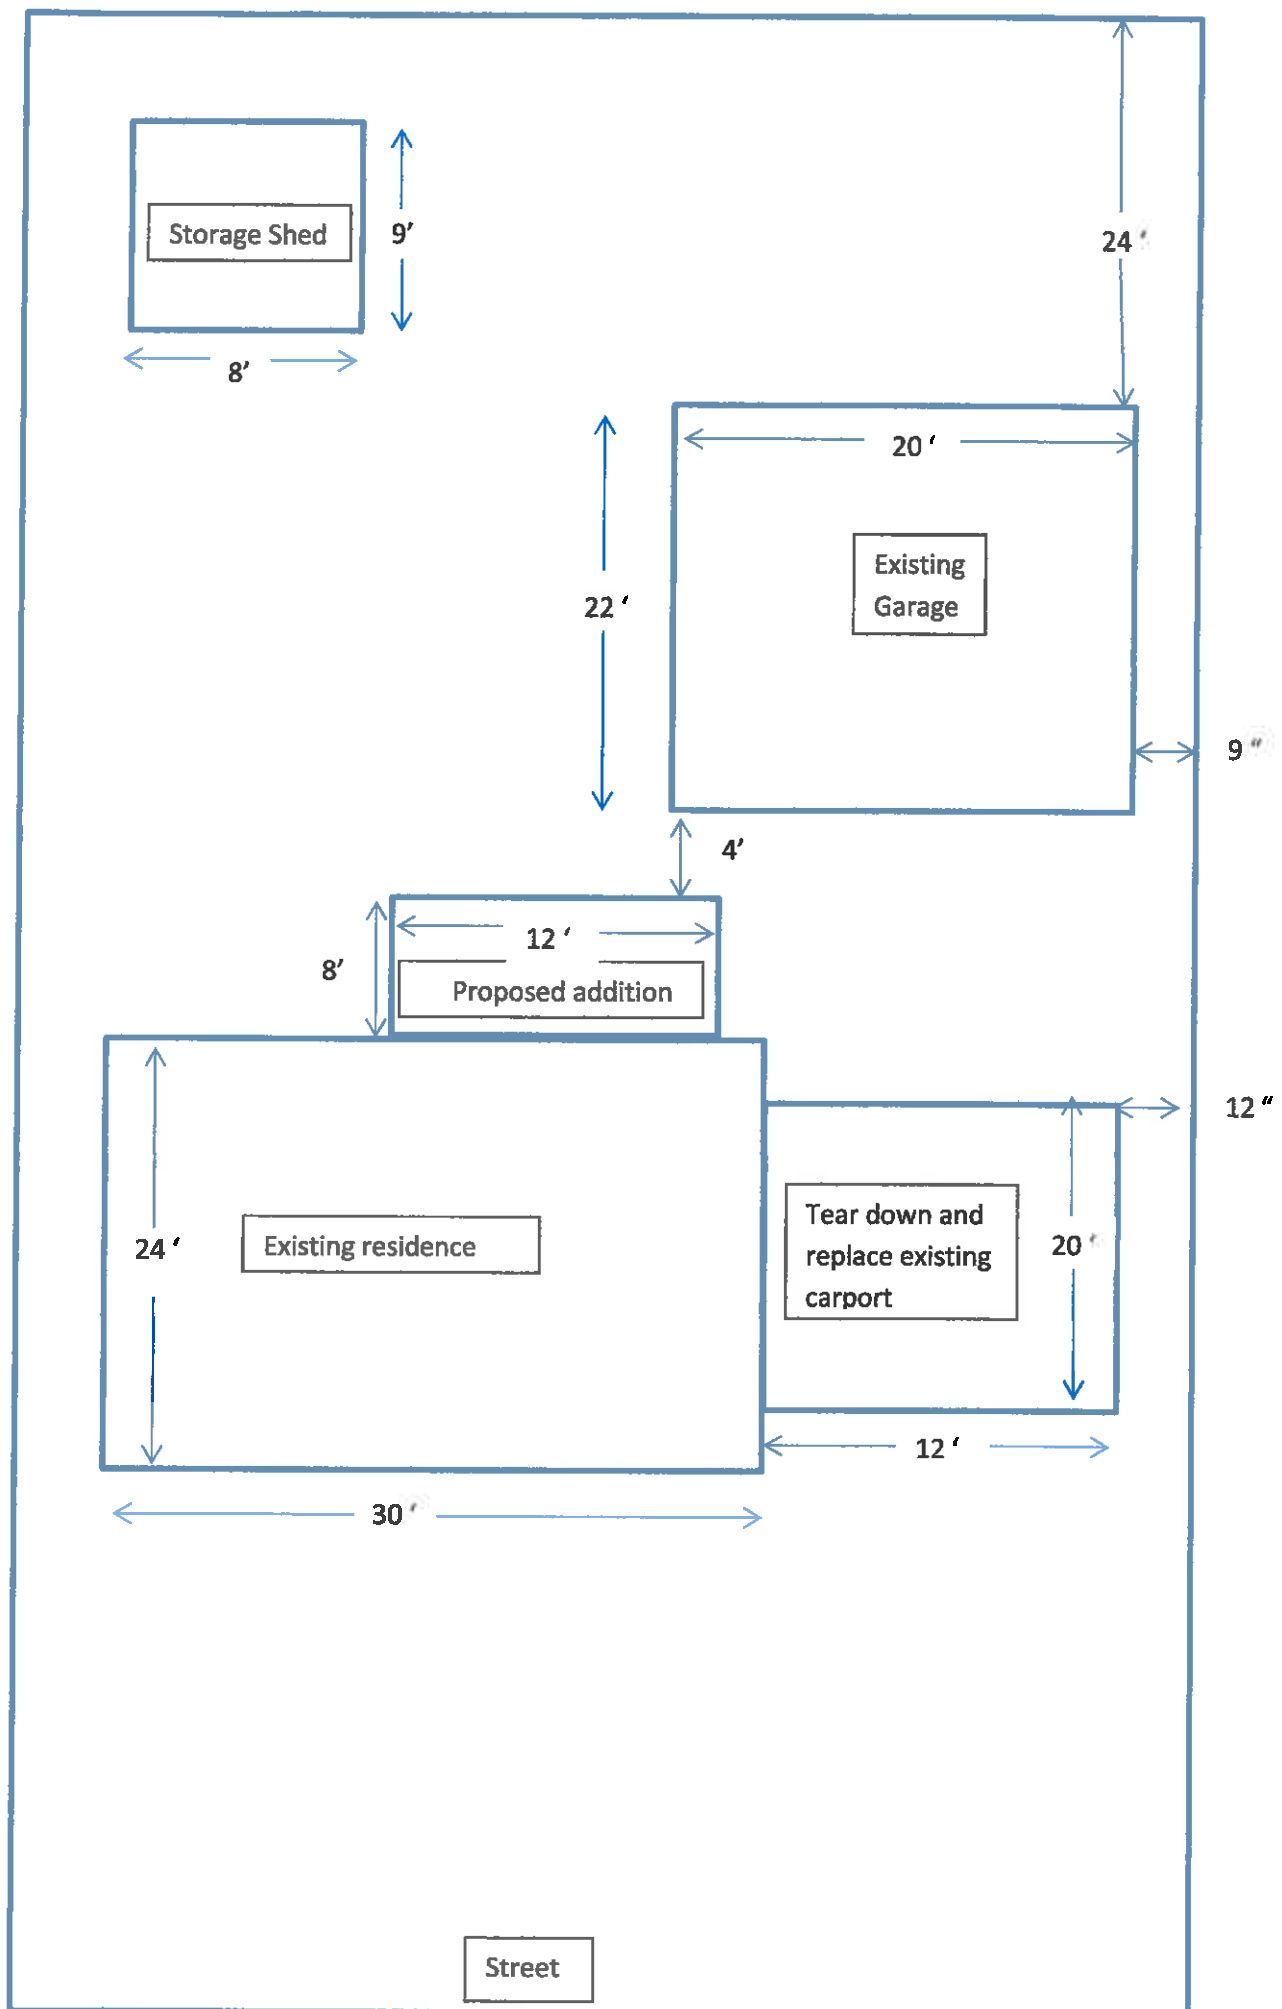 24 '
Storage Shed
9'
8'
20 '
Existing
Garage
22 '
9 "
4'
12 '
8'
Proposed addition
12 "
Tear down and
replace existing
carport
20 '
24 '
Existing residence
12 '
30 '
Street